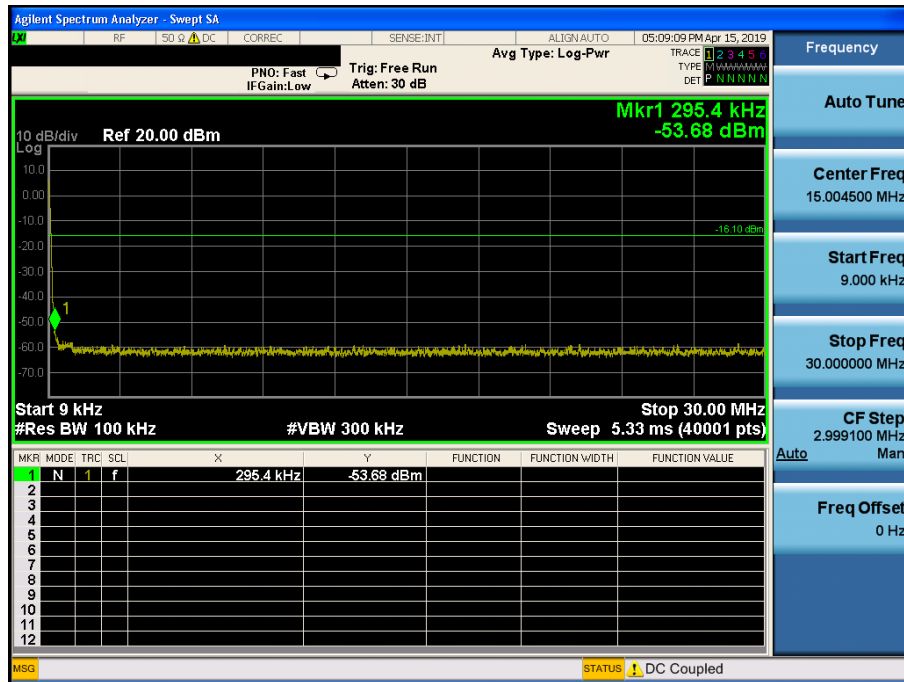 Agilent Spectrum Analyzer - Swept SA
LXI RF 50 Ω DC CORREC SENSE:INT ALIGN AUTO 05:09:09 PM Apr 15, 2019
Frequency
PNO: Fast
IFGain:Low
Trig: Free Run
Atten: 30 dB
Avg Type: Log-Pwr
TRACE 1 2 3 4 5 6
TYPE M WWWWW
DET P N N N N N
Auto Tune
Mkr1 295.4 kHz
-53.68 dBm
10 dB/div Ref 20.00 dBm
Log
10.0
0.00
-10.0
-16.10 dBm
-20.0
-30.0
-40.0
1
-50.0
-60.0
-70.0
Center Freq
15.004500 MHz
Start Freq
9.000 kHz
Stop Freq
30.000000 MHz
Start 9 kHz Stop 30.00 MHz
#Res BW 100 kHz #VBW 300 kHz Sweep 5.33 ms (40001 pts)
CF Step
2.999100 MHz
Auto Man
MKR MODE TRC SCL X Y FUNCTION FUNCTION WIDTH FUNCTION VALUE
1 N 1 f 295.4 kHz -53.68 dBm
2
3
4
5
6
7
8
9
10
11
12
Freq Offset
0 Hz
MSG STATUS DC Coupled